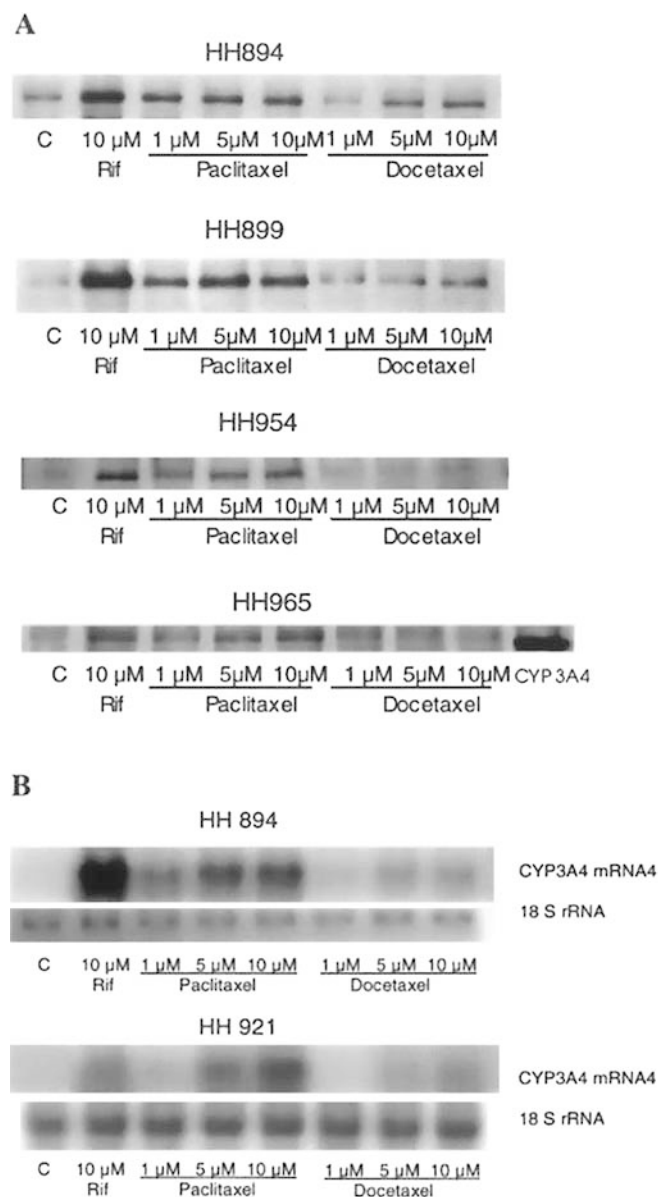 A
HH894
C 10 µM 1 µM 5µM 10µM 1 µM 5µM 10µM
Rif Paclitaxel Docetaxel
HH899
C 10 µM 1 µM 5µM 10µM 1 µM 5µM 10µM
Rif Paclitaxel Docetaxel
HH954
C 10 µM 1 µM 5µM 10µM 1 µM 5µM 10µM
Rif Paclitaxel Docetaxel
HH965
C 10 µM 1 µM 5µM 10µM 1 µM 5µM 10µM CYP3A4
Rif Paclitaxel Docetaxel
B
HH 894
CYP3A4 mRNA4
18 S rRNA
C 10 µM 1 µM 5 µM 10 µM 1 µM 5 µM 10 µM
Rif Paclitaxel Docetaxel
HH 921
CYP3A4 mRNA4
18 S rRNA
C 10 µM 1 µM 5 µM 10 µM 1 µM 5 µM 10 µM
Rif Paclitaxel Docetaxel